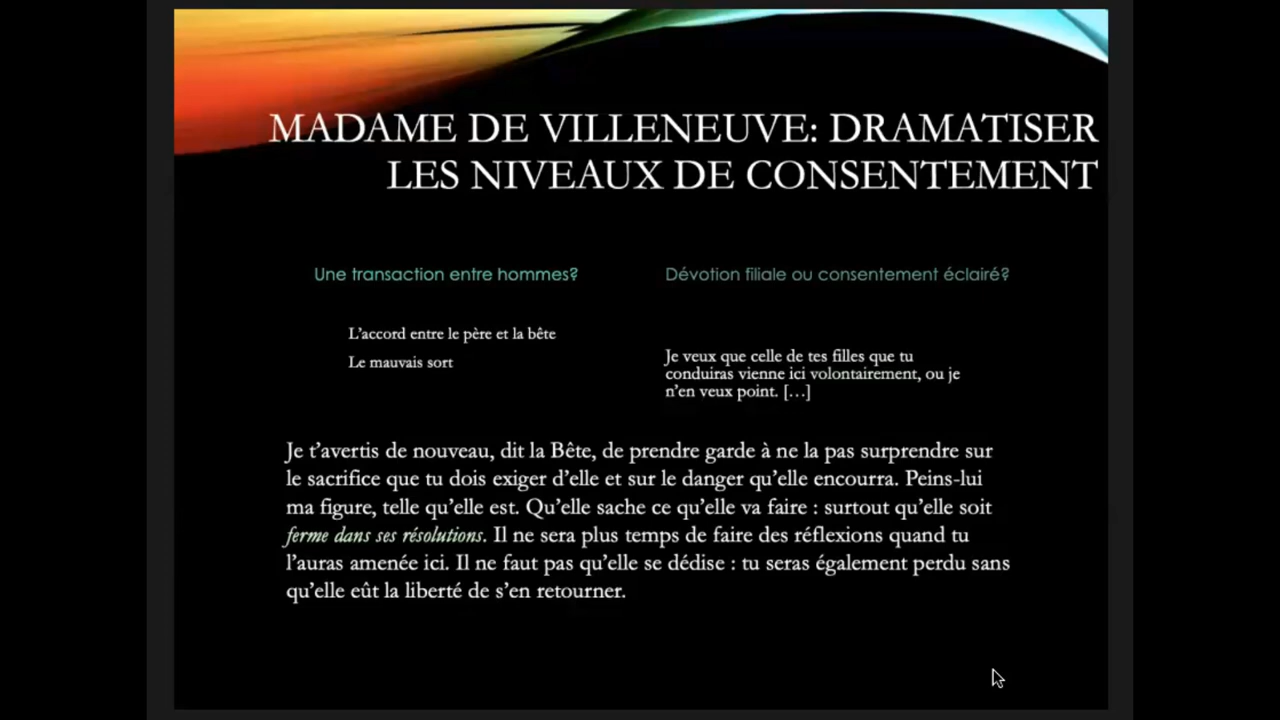 MADAME DE VILLENEUVE: DRAMATISER
LES NIVEAUX DE CONSENTEMENT
Une transaction entre hommes?
L’accord entre le père et la bête
Le mauvais sort
Dévotion filiale ou consentement éclairé?
Je veux que celle de tes filles que tu
conduiras vienne ici volontairement, ou je
n’en veux point. […]
Je t’avertis de nouveau, dit la Bête, de prendre garde à ne la pas surprendre sur
le sacrifice que tu dois exiger d’elle et sur le danger qu’elle encourra. Peins-lui
ma figure, telle qu’elle est. Qu’elle sache ce qu’elle va faire : surtout qu’elle soit
ferme dans ses résolutions. Il ne sera plus temps de faire des réflexions quand tu
l’auras amenée ici. Il ne faut pas qu’elle se dédise : tu seras également perdu sans
qu’elle eût la liberté de s’en retourner.